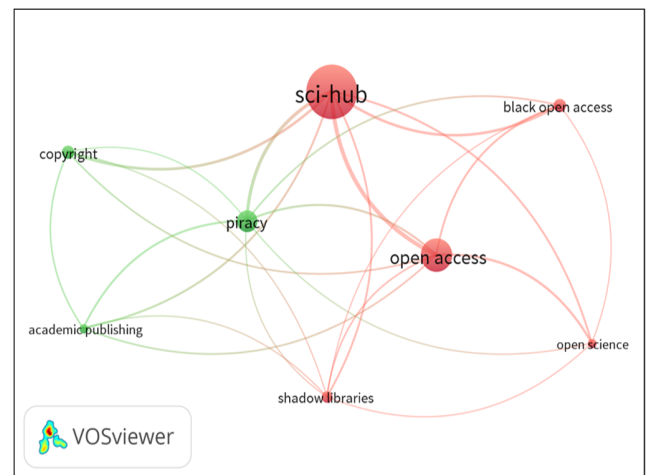 sci-hub
black open access
copyright
piracy
open access
academic publishing
open science
shadow libraries
VOSviewer